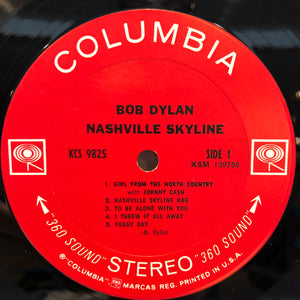 COLUMBIA
BOB DYLAN
NASHVILLE SKYLINE
KCS 9825
SIDE 1
XSM 139756
1. GIRL FROM THE NORTH COUNTRY
with JOHNNY CASH
2. NASHVILLE SKYLINE RAG
3. TO BE ALONE WITH YOU
4. I THREW IT ALL AWAY
5. PEGGY DAY
-B. Dylan
"360 SOUND" STEREO "360 SOUND"
® "COLUMBIA" MARCAS REG. PRINTED IN U.S.A.